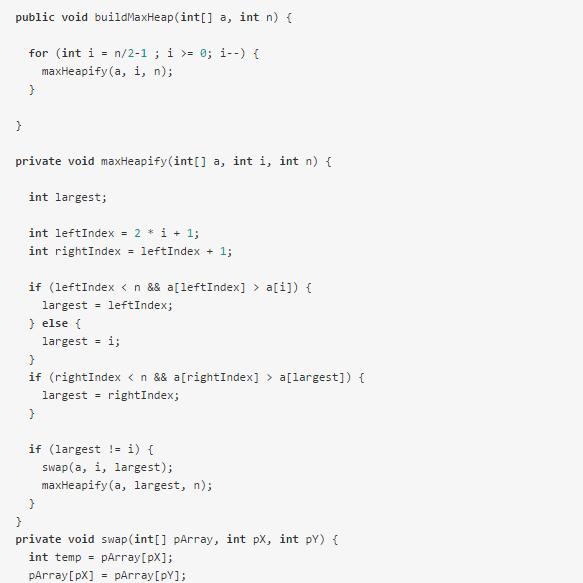 public void buildMaxHeap(int[] a, int n) {
for (int i = n/2-1 ; i >= 0; i--) {
maxHeapify(a, i, n);
}
}
private void maxHeapify(int[] a, int i, int n) {
int largest;
int leftIndex = 2 * i + 1;
int rightIndex = leftIndex + 1;
if (leftIndex < n && a[leftIndex] > a[i]) {
largest = leftIndex;
} else {
largest = i;
}
if (rightIndex < n && a[rightIndex] > a[largest]) {
largest = rightIndex;
}
if (largest != i) {
swap(a, i, largest);
maxHeapify(a, largest, n);
}
}
private void swap(int[] pArray, int pX, int pY) {
int temp = pArray[pX];
pArray[pX] = pArray[pY];